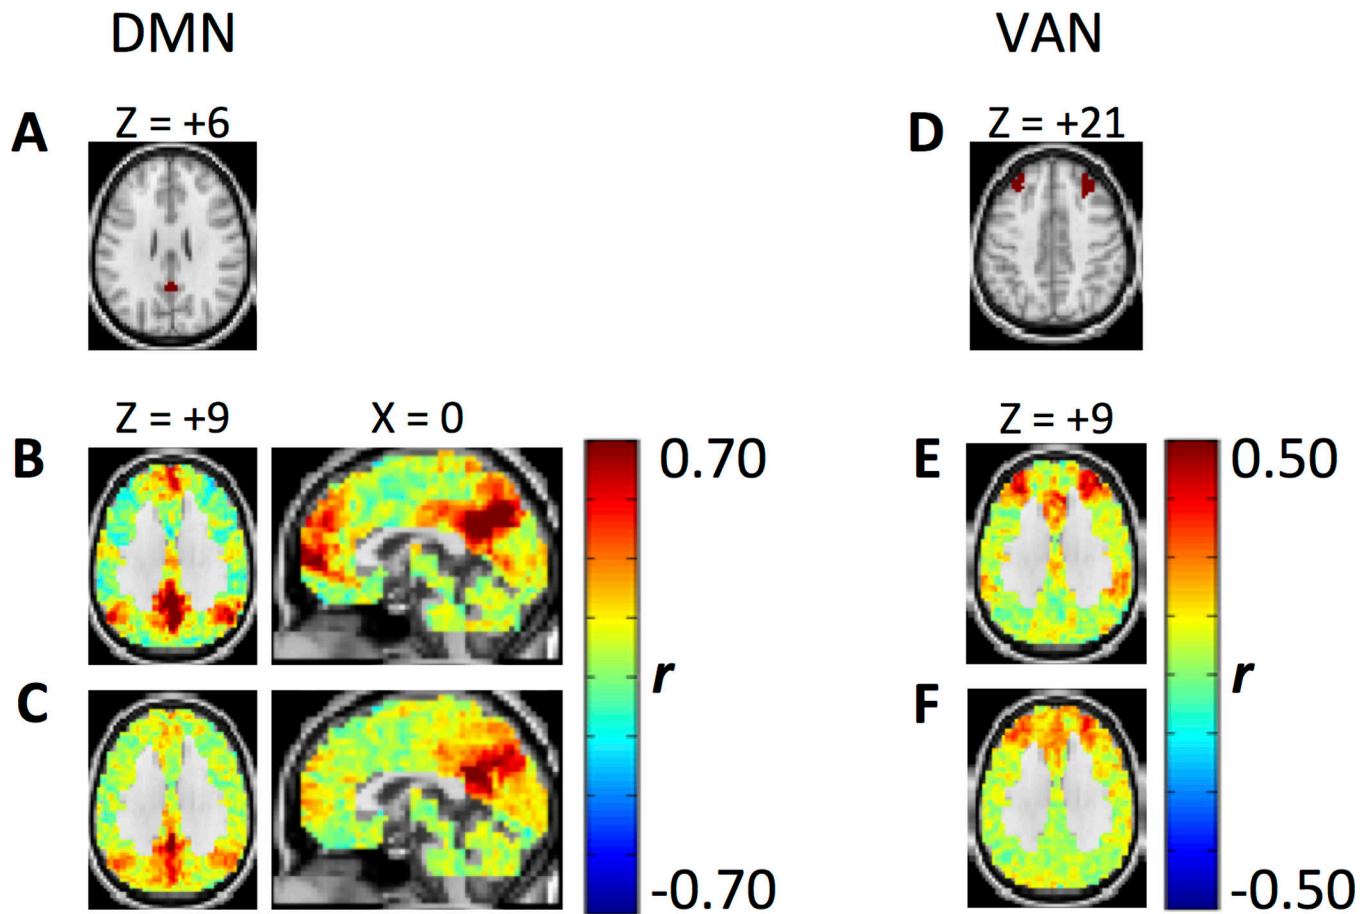 DMN
VAN
A
Z = +6
D
Z = +21
B
Z = +9
X = 0
0.70
r
-0.70
C
E
Z = +9
0.50
r
-0.50
F